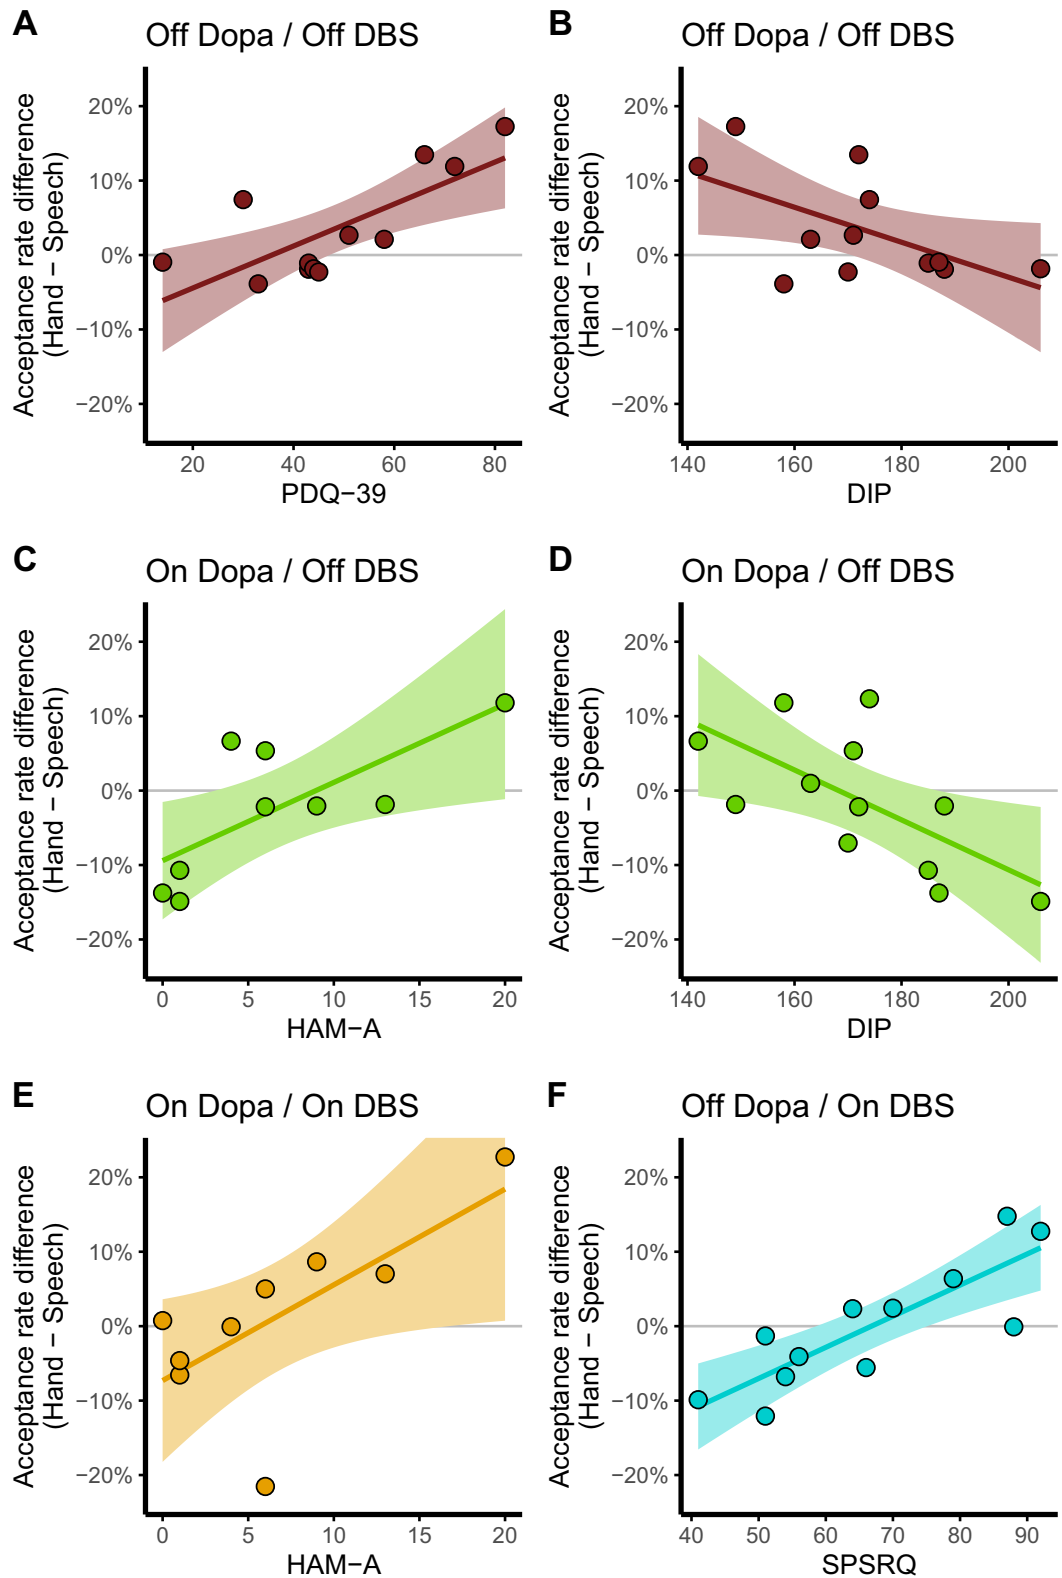 A
Off Dopa / Off DBS
Acceptance rate difference
(Hand − Speech)
20%
10%
0%
−10%
−20%
20 40 60 80
PDQ−39
B
Off Dopa / Off DBS
Acceptance rate difference
(Hand − Speech)
20%
10%
0%
−10%
−20%
140 160 180 200
DIP
C
On Dopa / Off DBS
Acceptance rate difference
(Hand − Speech)
20%
10%
0%
−10%
−20%
0 5 10 15 20
HAM−A
D
On Dopa / Off DBS
Acceptance rate difference
(Hand − Speech)
20%
10%
0%
−10%
−20%
140 160 180 200
DIP
E
On Dopa / On DBS
Acceptance rate difference
(Hand − Speech)
20%
10%
0%
−10%
−20%
0 5 10 15 20
HAM−A
F
Off Dopa / On DBS
Acceptance rate difference
(Hand − Speech)
20%
10%
0%
−10%
−20%
40 50 60 70 80 90
SPSRQ